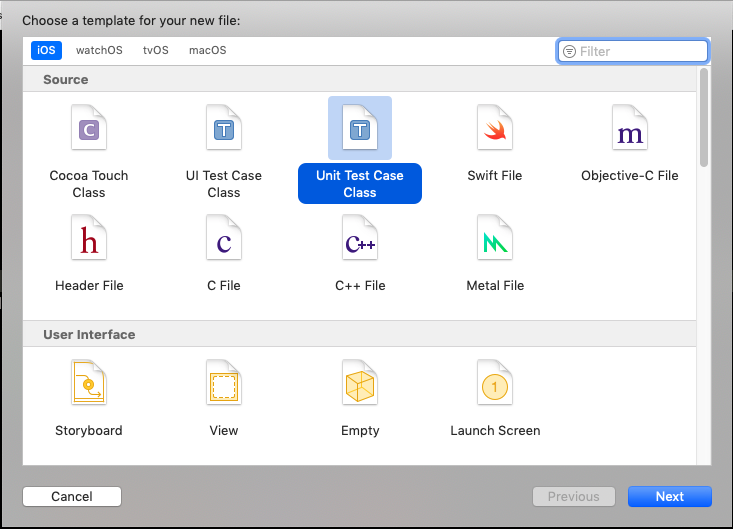 Choose a template for your new file:
iOS watchOS tvOS macOS Filter
Source
C T T m
Cocoa Touch Class
UI Test Case Class
Unit Test Case Class
Swift File
Objective-C File
h c C++
Header File
C File
C++ File
Metal File
User Interface
1
Storyboard
View
Empty
Launch Screen
Cancel Previous Next